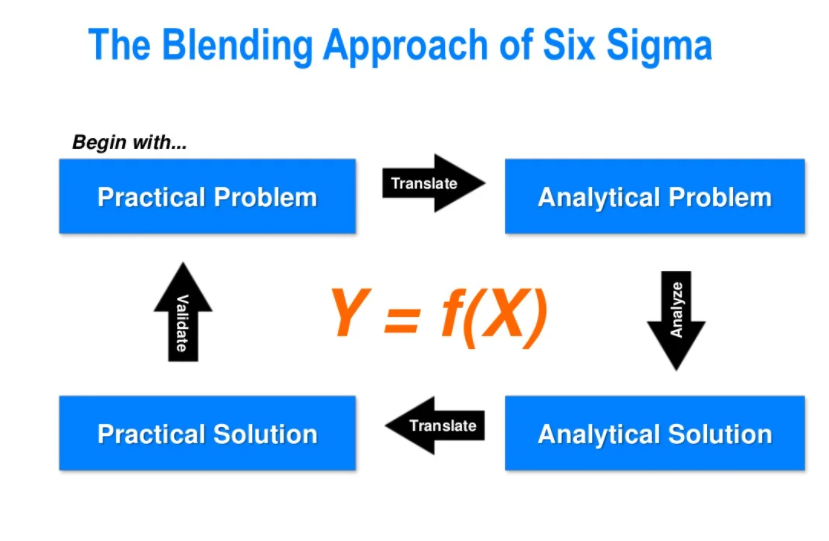 The Blending Approach of Six Sigma
Begin with...
Practical Problem
Translate
Analytical Problem
Validate
Y = f(X)
Analyze
Practical Solution
Translate
Analytical Solution